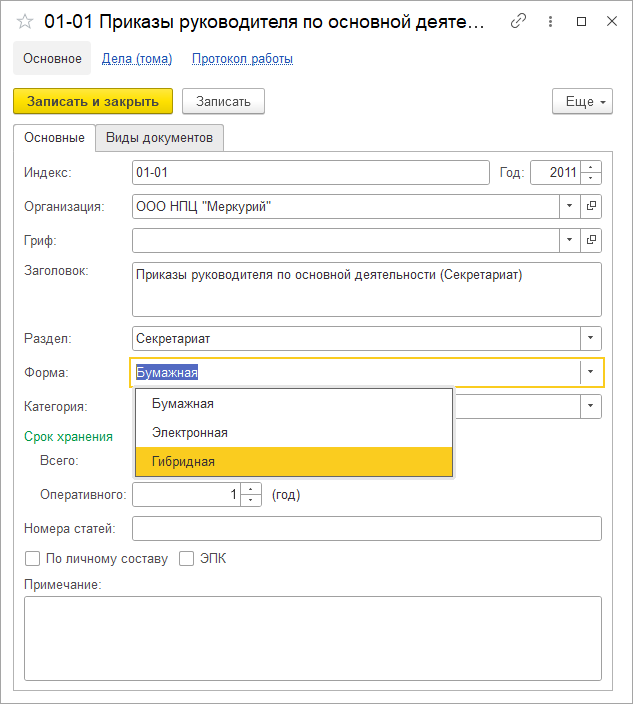 01-01 Приказы руководителя по основной деяте...
Основное Дела (тома) Протокол работы
Записать и закрыть Записать Еще
Основные Виды документов
Индекс: 01-01 Год: 2011
Организация: ООО НПЦ "Меркурий"
Гриф:
Заголовок: Приказы руководителя по основной деятельности (Секретариат)
Раздел: Секретариат
Форма: Бумажная
Бумажная
Категория:
Электронная
Срок хранения
Всего:
Гибридная
Оперативного: 1 (год)
Номера статей:
По личному составу ЭПК
Примечание: